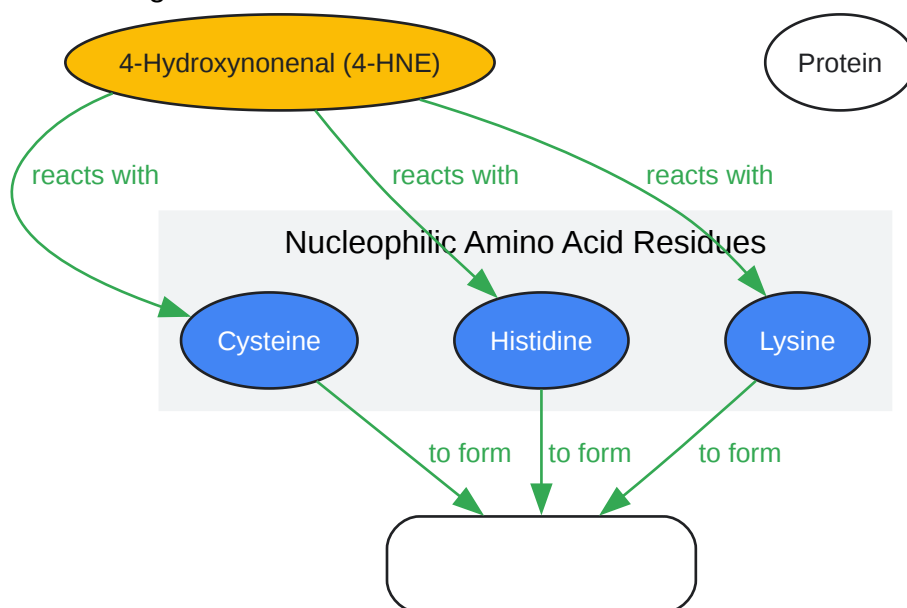 4-Hydroxynonenal (4-HNE)
Protein
reacts with
reacts with
reacts with
Nucleophilic Amino Acid Residues
Cysteine
Histidine
Lysine
to form
to form
to form